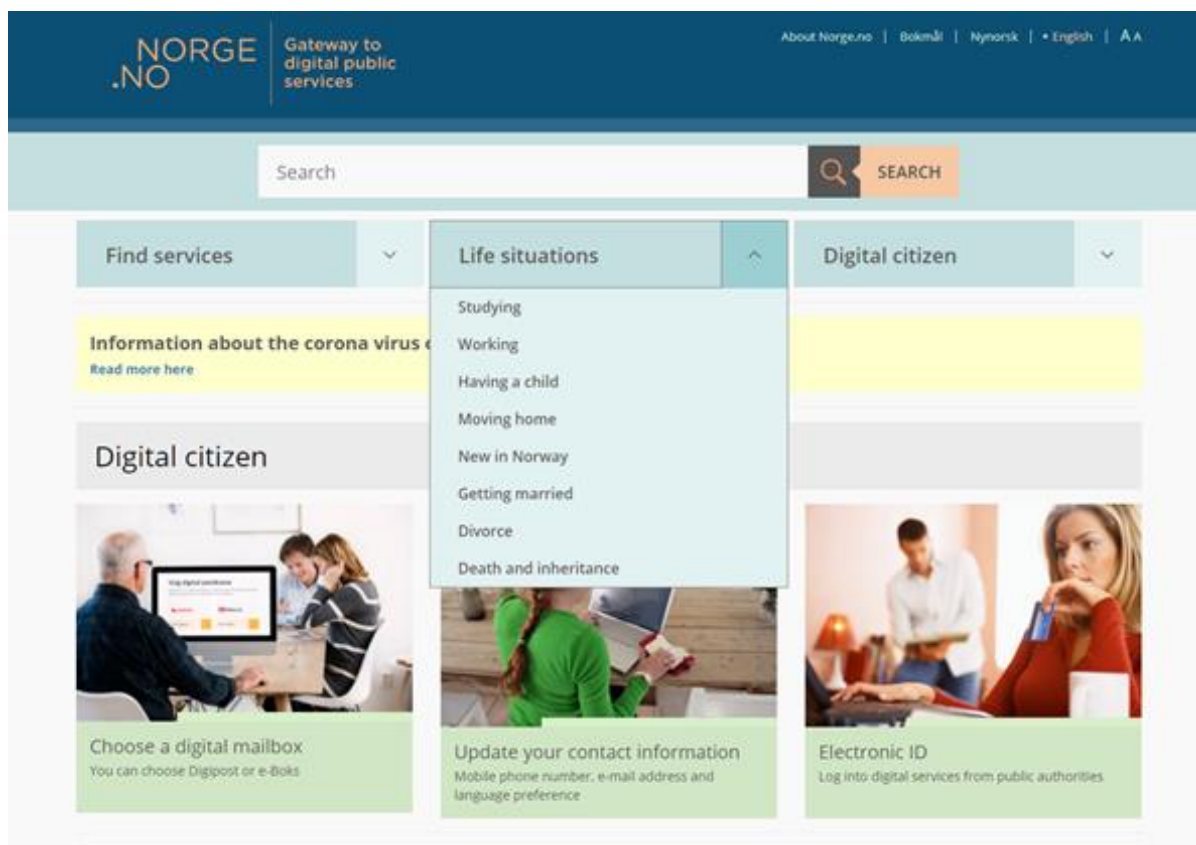 NORGE
.NO
Gateway to
digital public
services
About Norge.no | Bokmål | Nynorsk | • English | A A
Search
SEARCH
Find services
Life situations
Digital citizen
Studying
Working
Having a child
Moving home
New in Norway
Getting married
Divorce
Death and inheritance
Information about the corona virus
Read more here
Digital citizen
Choose a digital mailbox
You can choose Digipost or e-Boks
Update your contact information
Mobile phone number, e-mail address and
language preference
Electronic ID
Log into digital services from public authorities